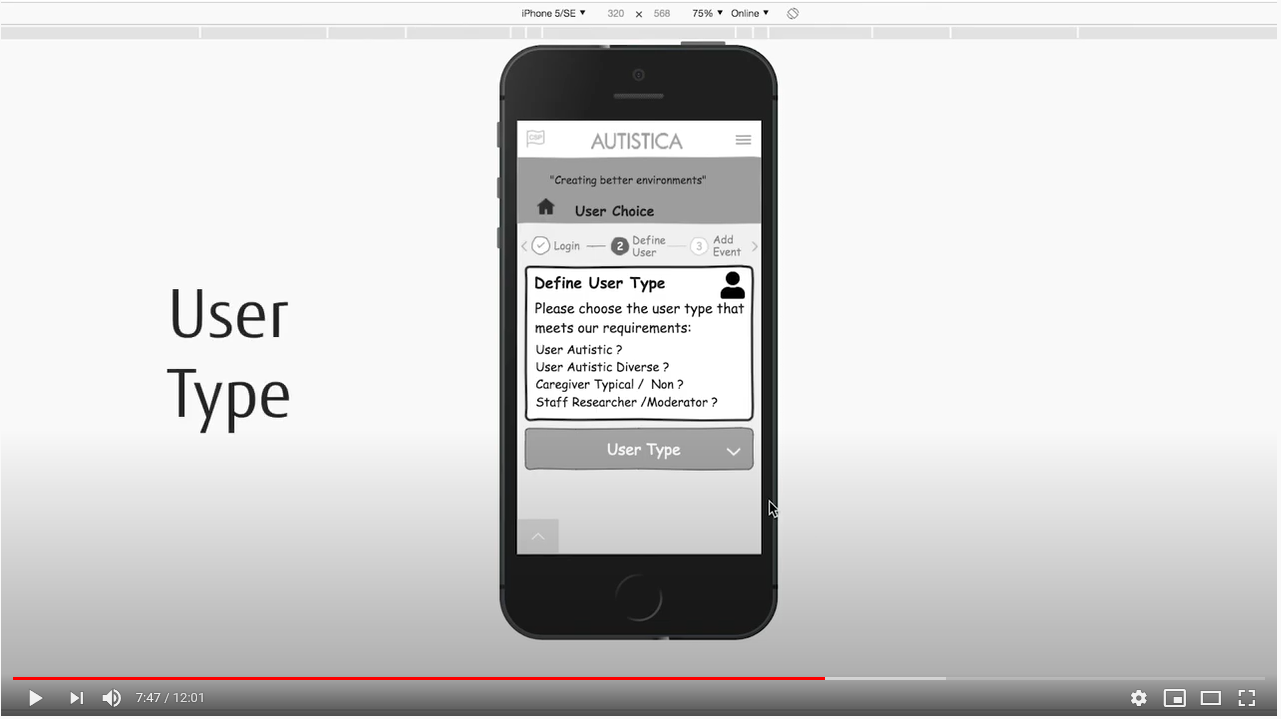 iPhone 5/SE ▼ 320 × 568 75% ▼ Online ▼
CSP AUTISTICA
"Creating better environments"
User Choice
Login
2 Define User
3 Add Event
Define User Type
Please choose the user type that
meets our requirements:
User Autistic ?
User Autistic Diverse ?
Caregiver Typical / Non ?
Staff Researcher /Moderator ?
User Type
User
Type
7:47 / 12:01